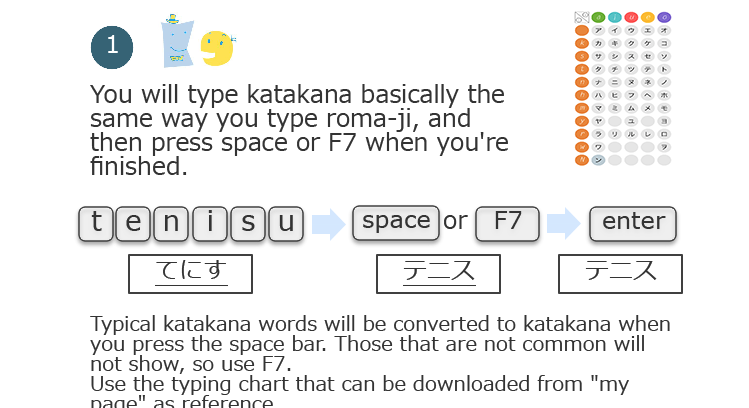 1
a i u e o
k ア イ ウ エ オ
カ キ ク ケ コ
サ シ ス セ ソ
タ チ ツ テ ト
ナ ニ ヌ ネ ノ
ハ ヒ フ ヘ ホ
マ ミ ム メ モ
ヤ ユ ヨ
ラ リ ル レ ロ
ワ ヲ
ン
You will type katakana basically the
same way you type roma-ji, and
then press space or F7 when you're
finished.
t e n i s u space or F7 enter
てにす テニス テニス
Typical katakana words will be converted to katakana when
you press the space bar. Those that are not common will
not show, so use F7.
Use the typing chart that can be downloaded from "my
page" as reference